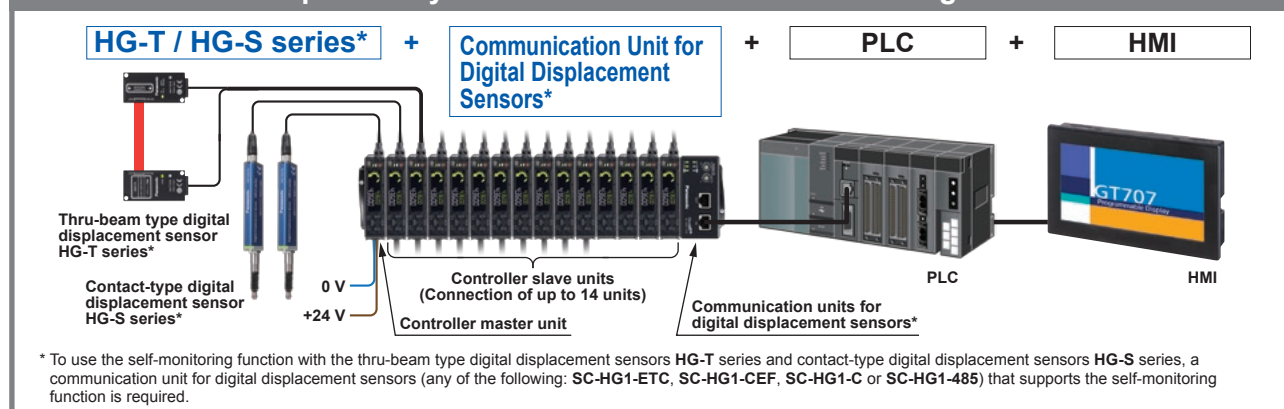 HG-T / HG-S series* + Communication Unit for Digital Displacement Sensors* + PLC + HMI
Panasonic
Thru-beam type digital
displacement sensor
HG-T series*
Contact-type digital
displacement sensor
HG-S series*
0 V
+24 V
Controller slave units
(Connection of up to 14 units)
Controller master unit
Communication units for
digital displacement sensors*
PLC
GT707
Programmable Display
HMI
* To use the self-monitoring function with the thru-beam type digital displacement sensors HG-T series and contact-type digital displacement sensors HG-S series, a
communication unit for digital displacement sensors (any of the following: SC-HG1-ETC, SC-HG1-CEF, SC-HG1-C or SC-HG1-485) that supports the self-monitoring
function is required.